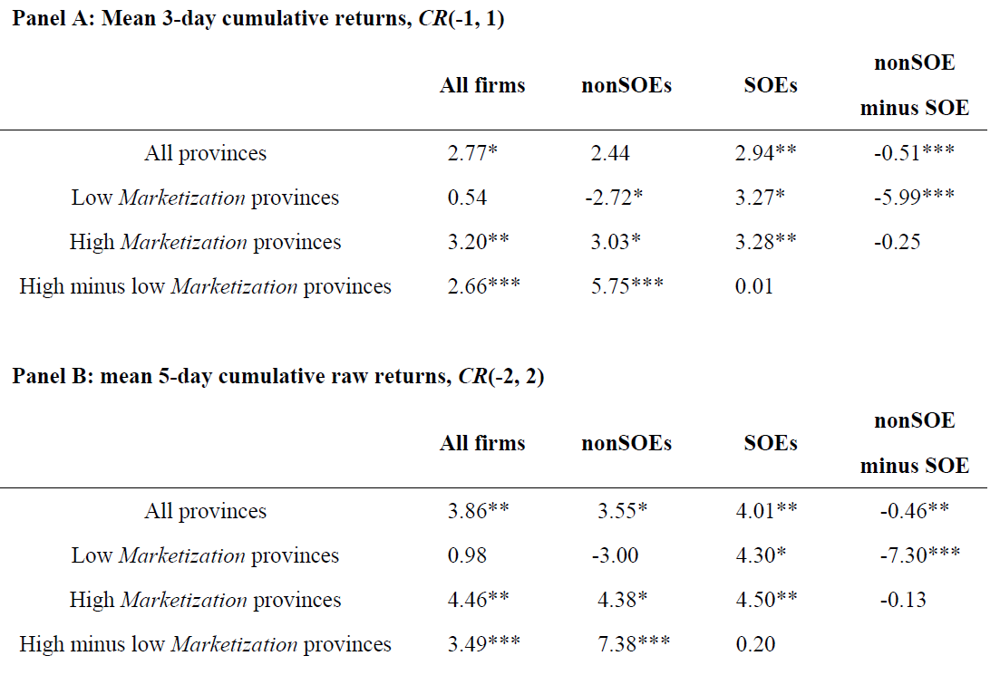 Panel A: Mean 3-day cumulative returns, CR(-1, 1)
All firms nonSOEs SOEs nonSOE minus SOE
All provinces 2.77* 2.44 2.94** -0.51***
Low Marketization provinces 0.54 -2.72* 3.27* -5.99***
High Marketization provinces 3.20** 3.03* 3.28** -0.25
High minus low Marketization provinces 2.66*** 5.75*** 0.01
Panel B: mean 5-day cumulative raw returns, CR(-2, 2)
All firms nonSOEs SOEs nonSOE minus SOE
All provinces 3.86** 3.55* 4.01** -0.46**
Low Marketization provinces 0.98 -3.00 4.30* -7.30***
High Marketization provinces 4.46** 4.38* 4.50** -0.13
High minus low Marketization provinces 3.49*** 7.38*** 0.20